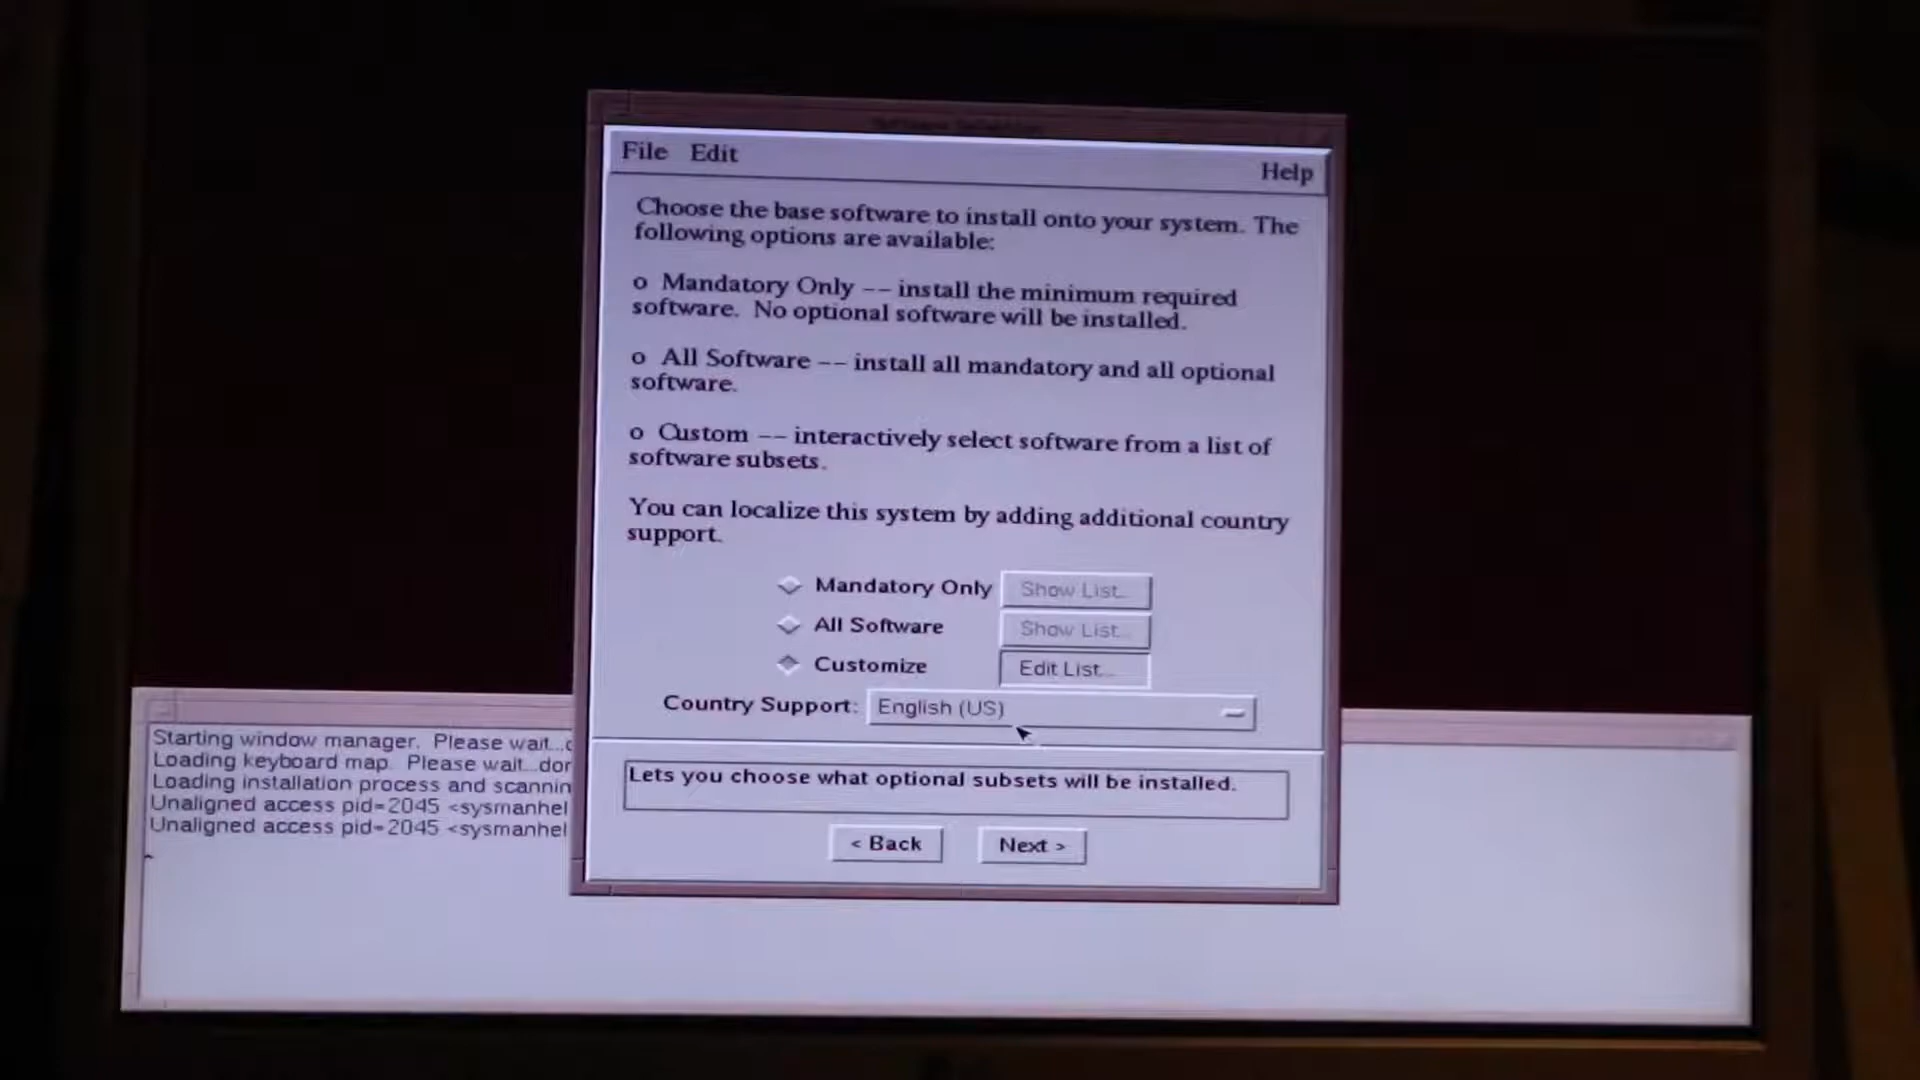 File Edit Help
Choose the base software to install onto your system. The
following options are available:
o Mandatory Only -- install the minimum required
software. No optional software will be installed.
o All Software -- install all mandatory and all optional
software.
o Custom -- interactively select software from a list of
software subsets.
You can localize this system by adding additional country
support.
Mandatory Only Show List...
All Software Show List...
Customize Edit List...
Country Support: English (US)
Lets you choose what optional subsets will be installed.
< Back Next >
Starting window manager. Please wait...
Loading keyboard map. Please wait...dor
Loading installation process and scannin
Unaligned access pid=2045 <sysmanhel
Unaligned access pid=2045 <sysmanhel